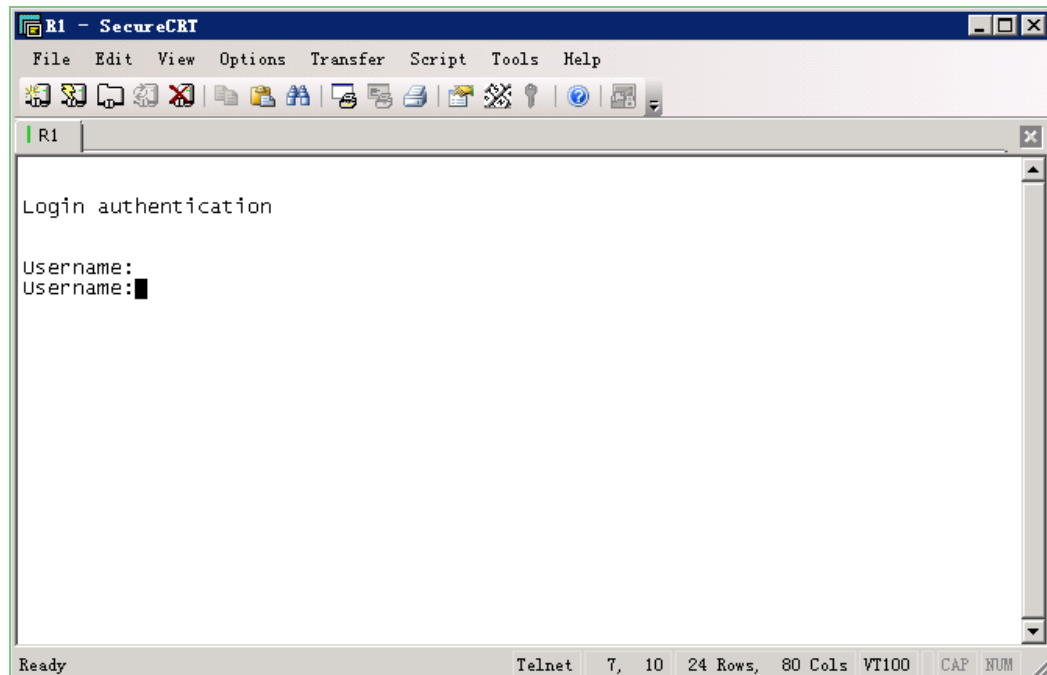 R1 - SecureCRT
File Edit View Options Transfer Script Tools Help
R1
Login authentication
Username:
Username:
Ready Telnet 7, 10 24 Rows, 80 Cols VT100 CAP NUM